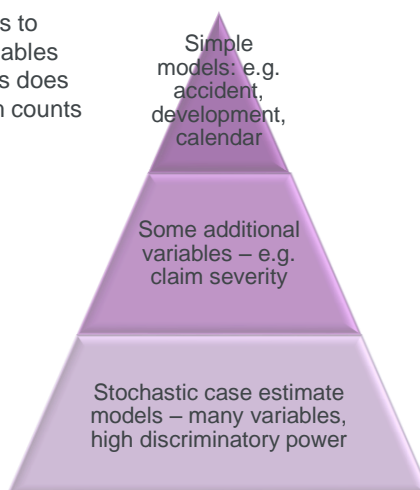 s to
ables
s does
n counts
Simple
models: e.g.
accident,
development,
calendar
Some additional
variables – e.g.
claim severity
Stochastic case estimate
models – many variables,
high discriminatory power